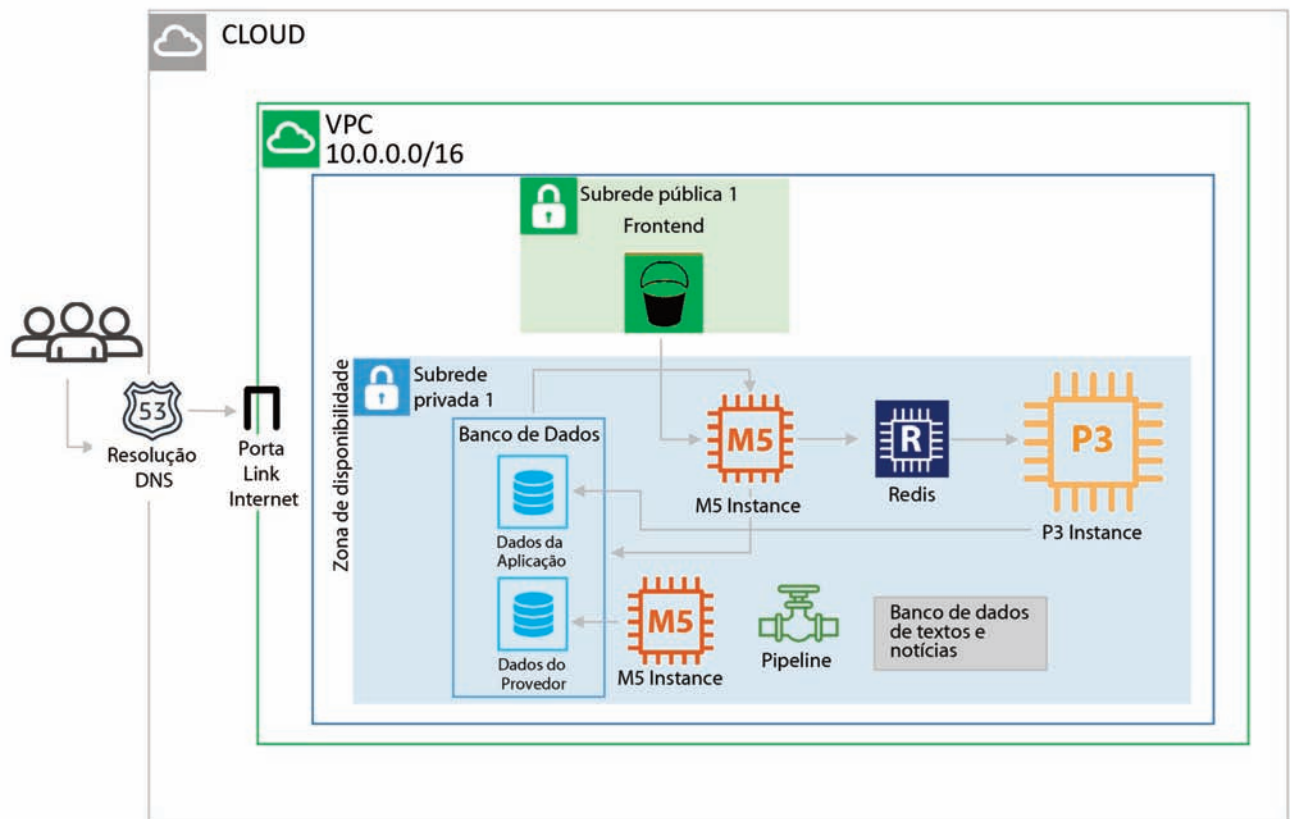 CLOUD
VPC
10.0.0.0/16
Subrede pública 1
Frontend
Zona de disponibilidade
Subrede
privada 1
Banco de Dados
53
Resolução
DNS
Porta
Link
Internet
M5
M5 Instance
R
Redis
P3
P3 Instance
Dados da
Aplicação
Dados do
Provedor
M5
M5 Instance
Pipeline
Banco de dados
de textos e
notícias